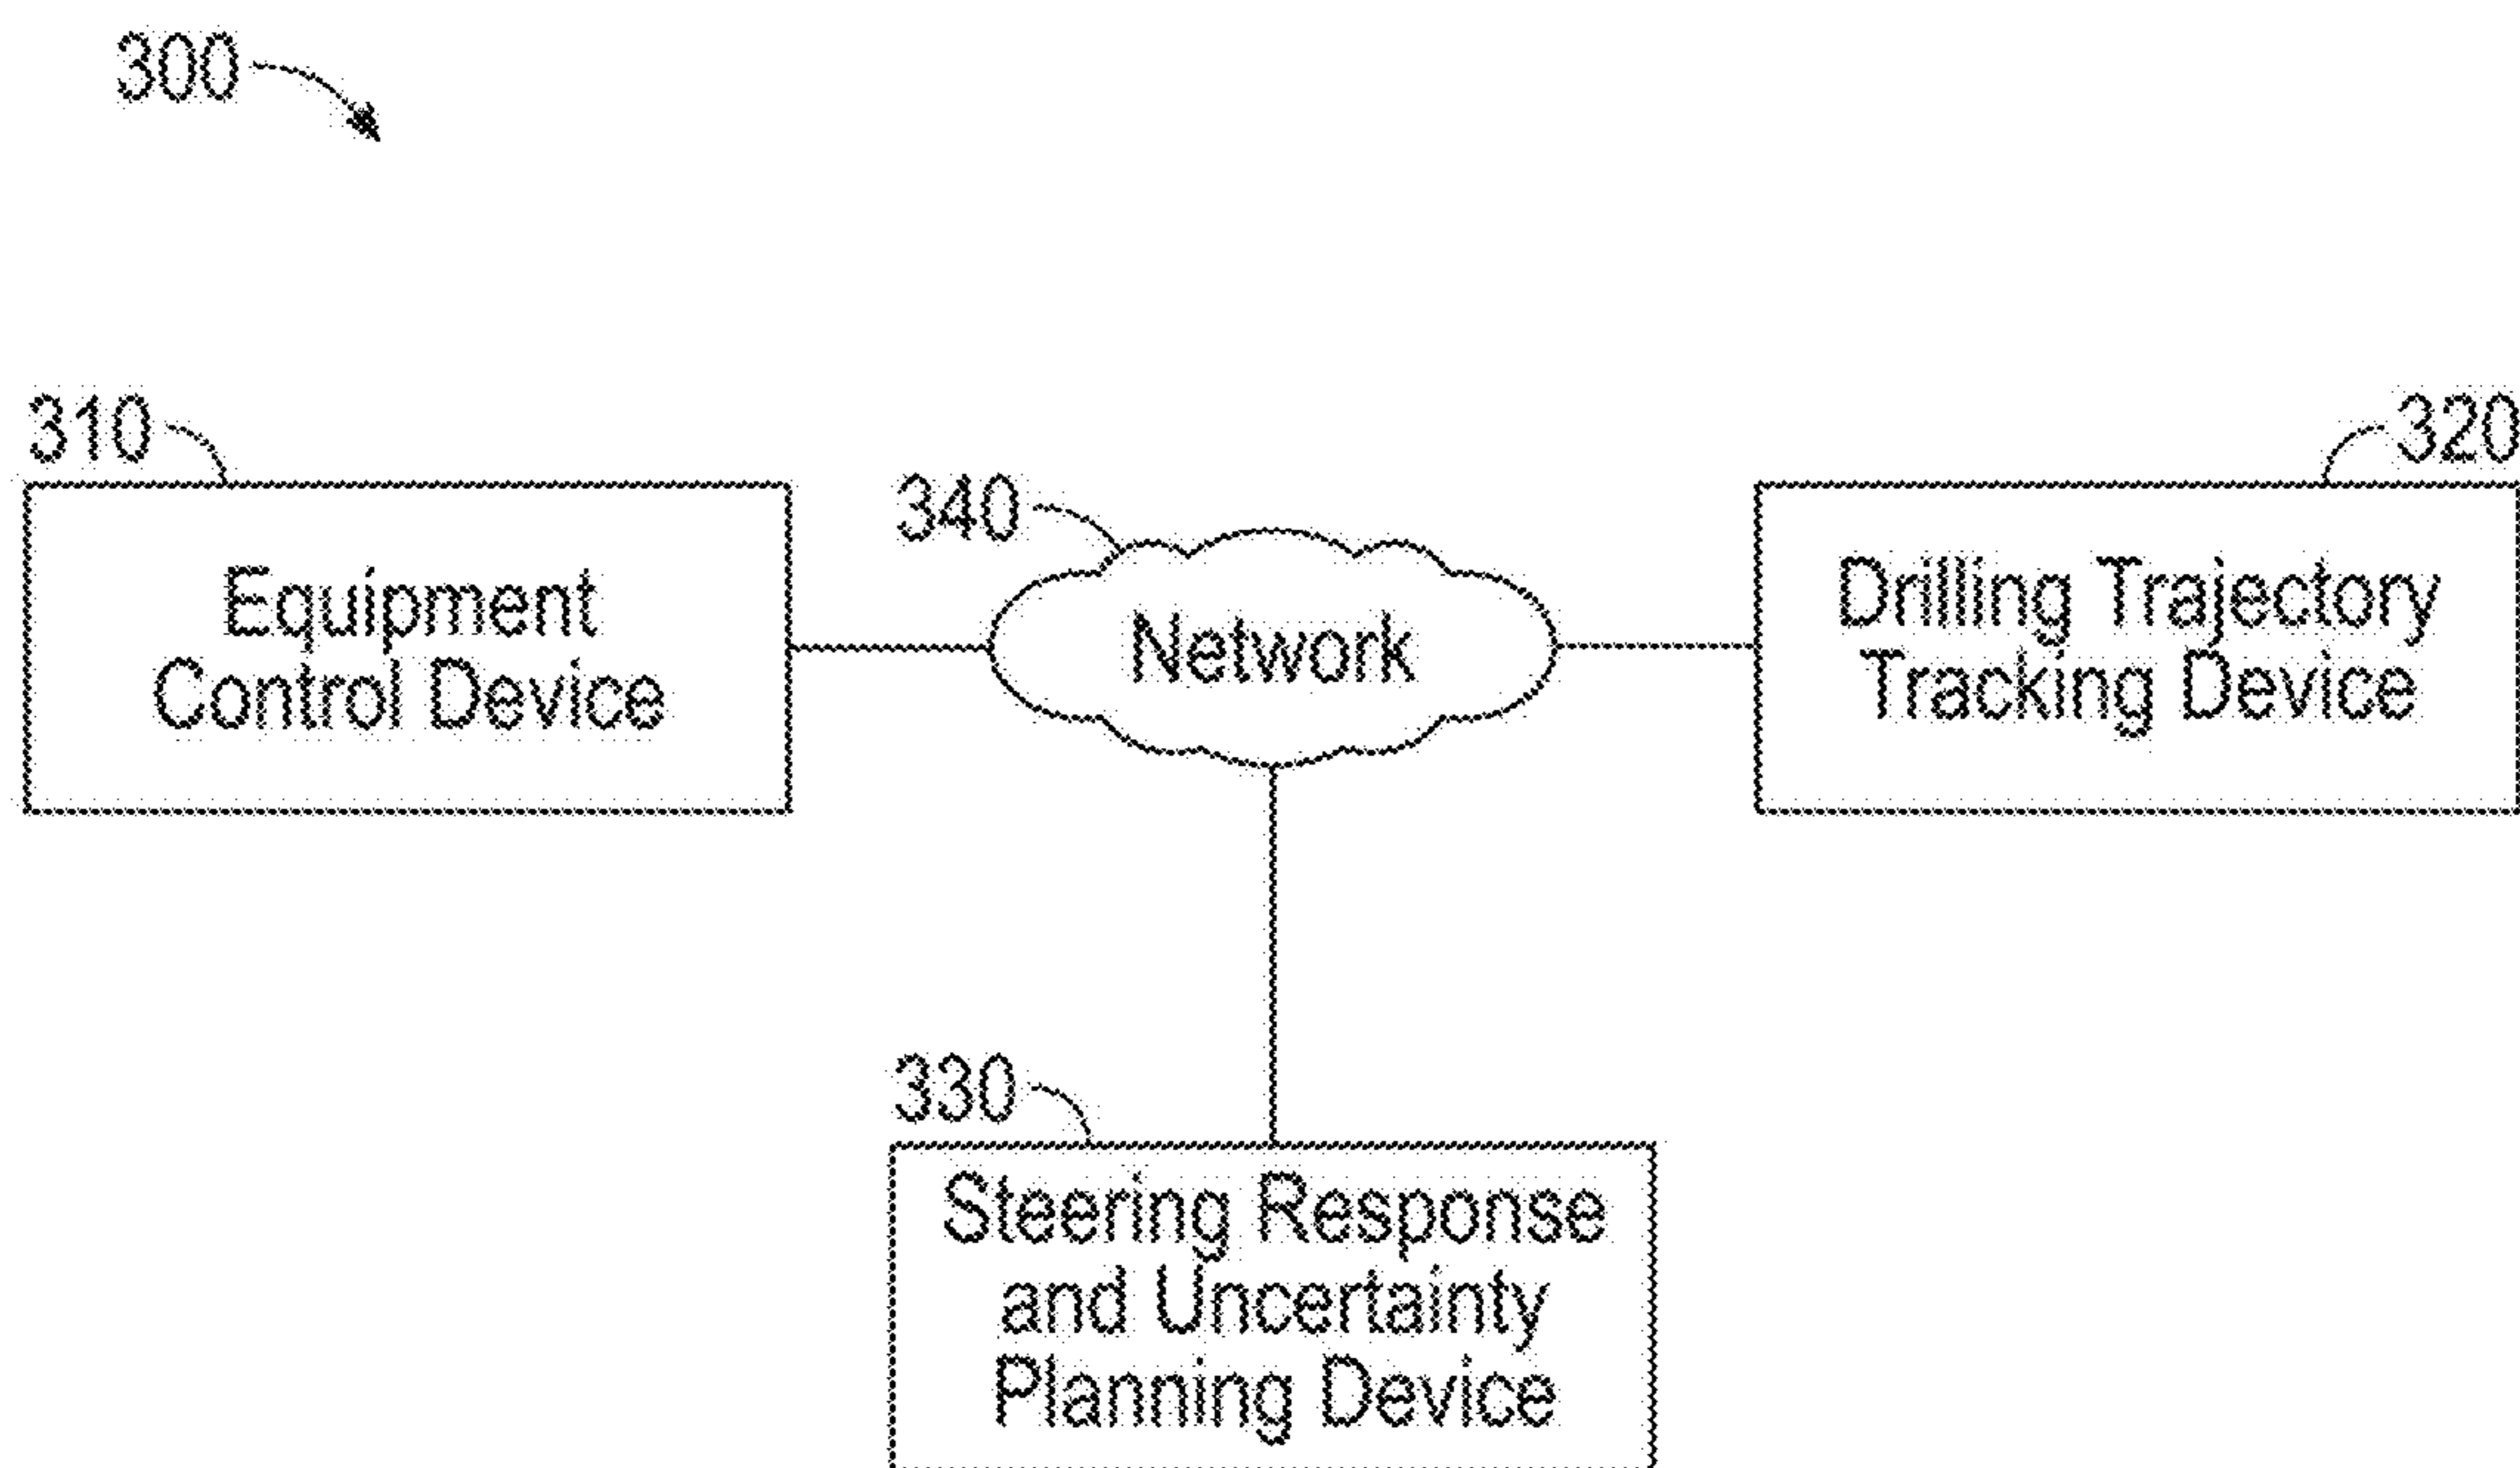 300
310
320
340
Equipment
Control Device
Network
Drilling Trajectory
Tracking Device
330
Steering Response
and Uncertainty
Planning Device